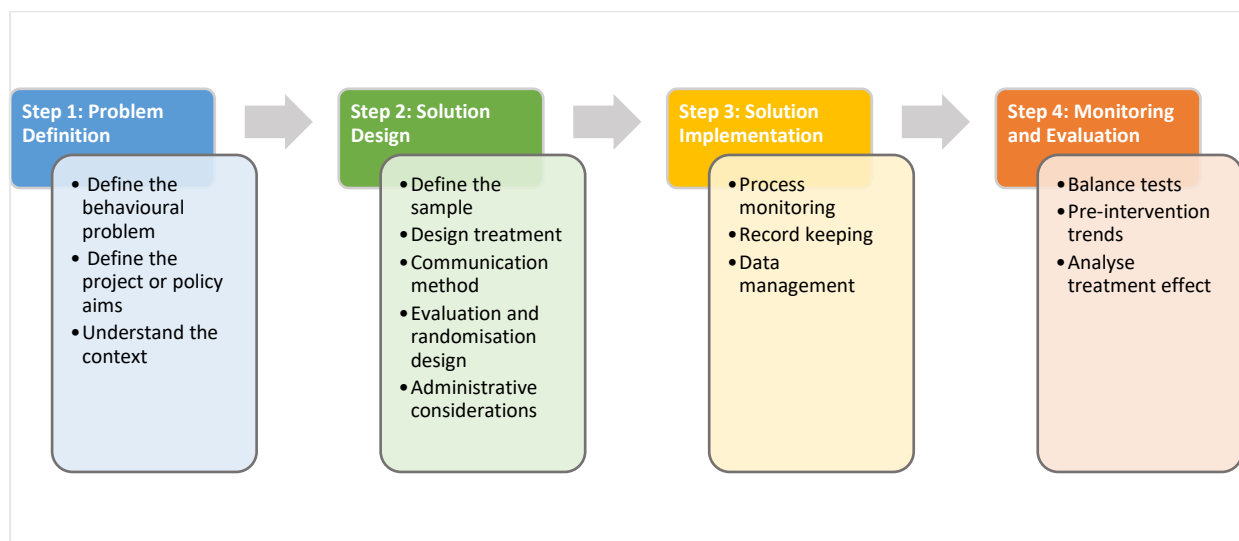 Step 1: Problem
Definition
• Define the
behavioural
problem
• Define the
project or policy
aims
•Understand the
context
Step 2: Solution
Design
•Define the
sample
•Design treatment
•Communication
method
•Evaluation and
randomisation
design
•Administrative
considerations
Step 3: Solution
Implementation
•Process
monitoring
•Record keeping
•Data
management
Step 4: Monitoring
and Evaluation
•Balance tests
•Pre-intervention
trends
•Analyse
treatment effect